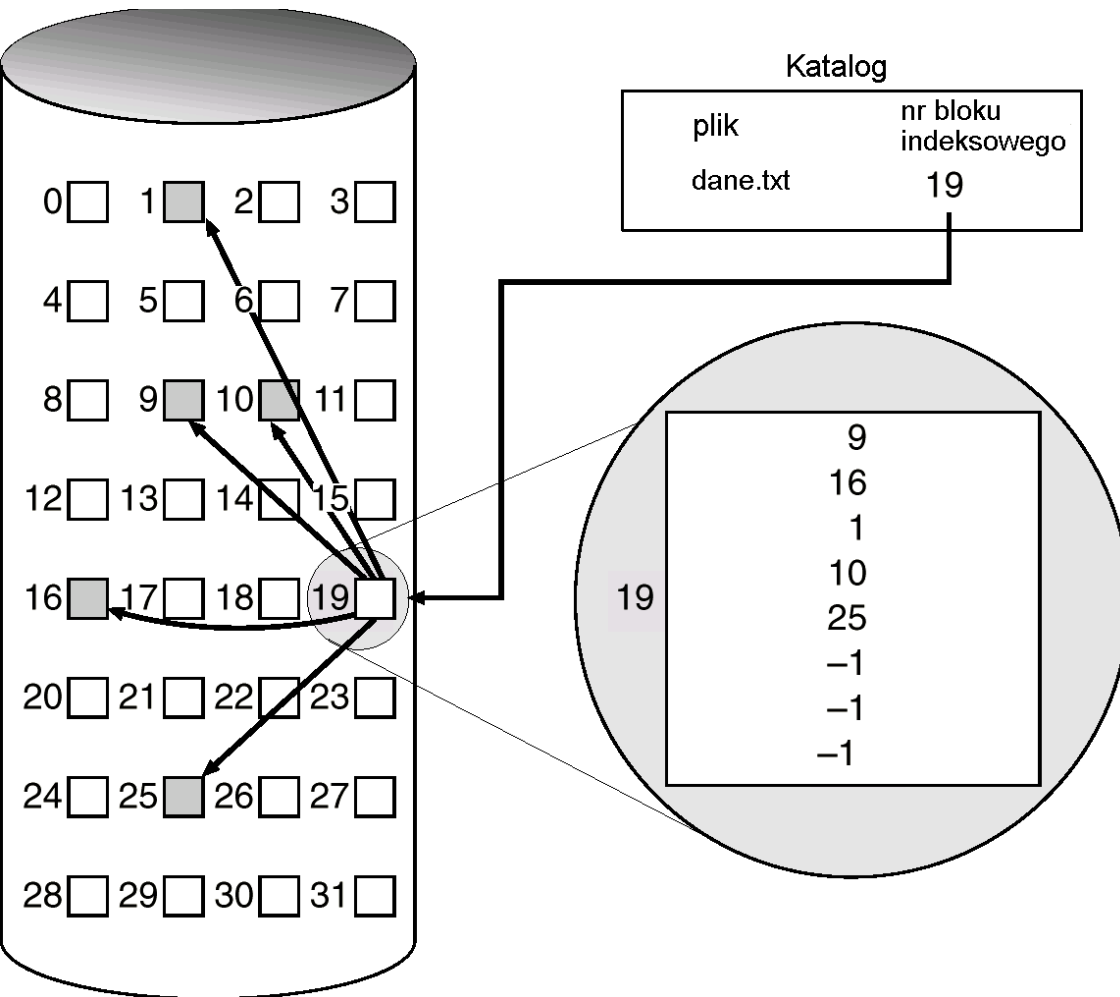 Katalog
plik
nr bloku
indeksowego
dane.txt 19
0 1 2 3
4 5 6 7
8 9 10 11
12 13 14 15
16 17 18 19
20 21 22 23
24 25 26 27
28 29 30 31
19
9
16
1
10
25
–1
–1
–1